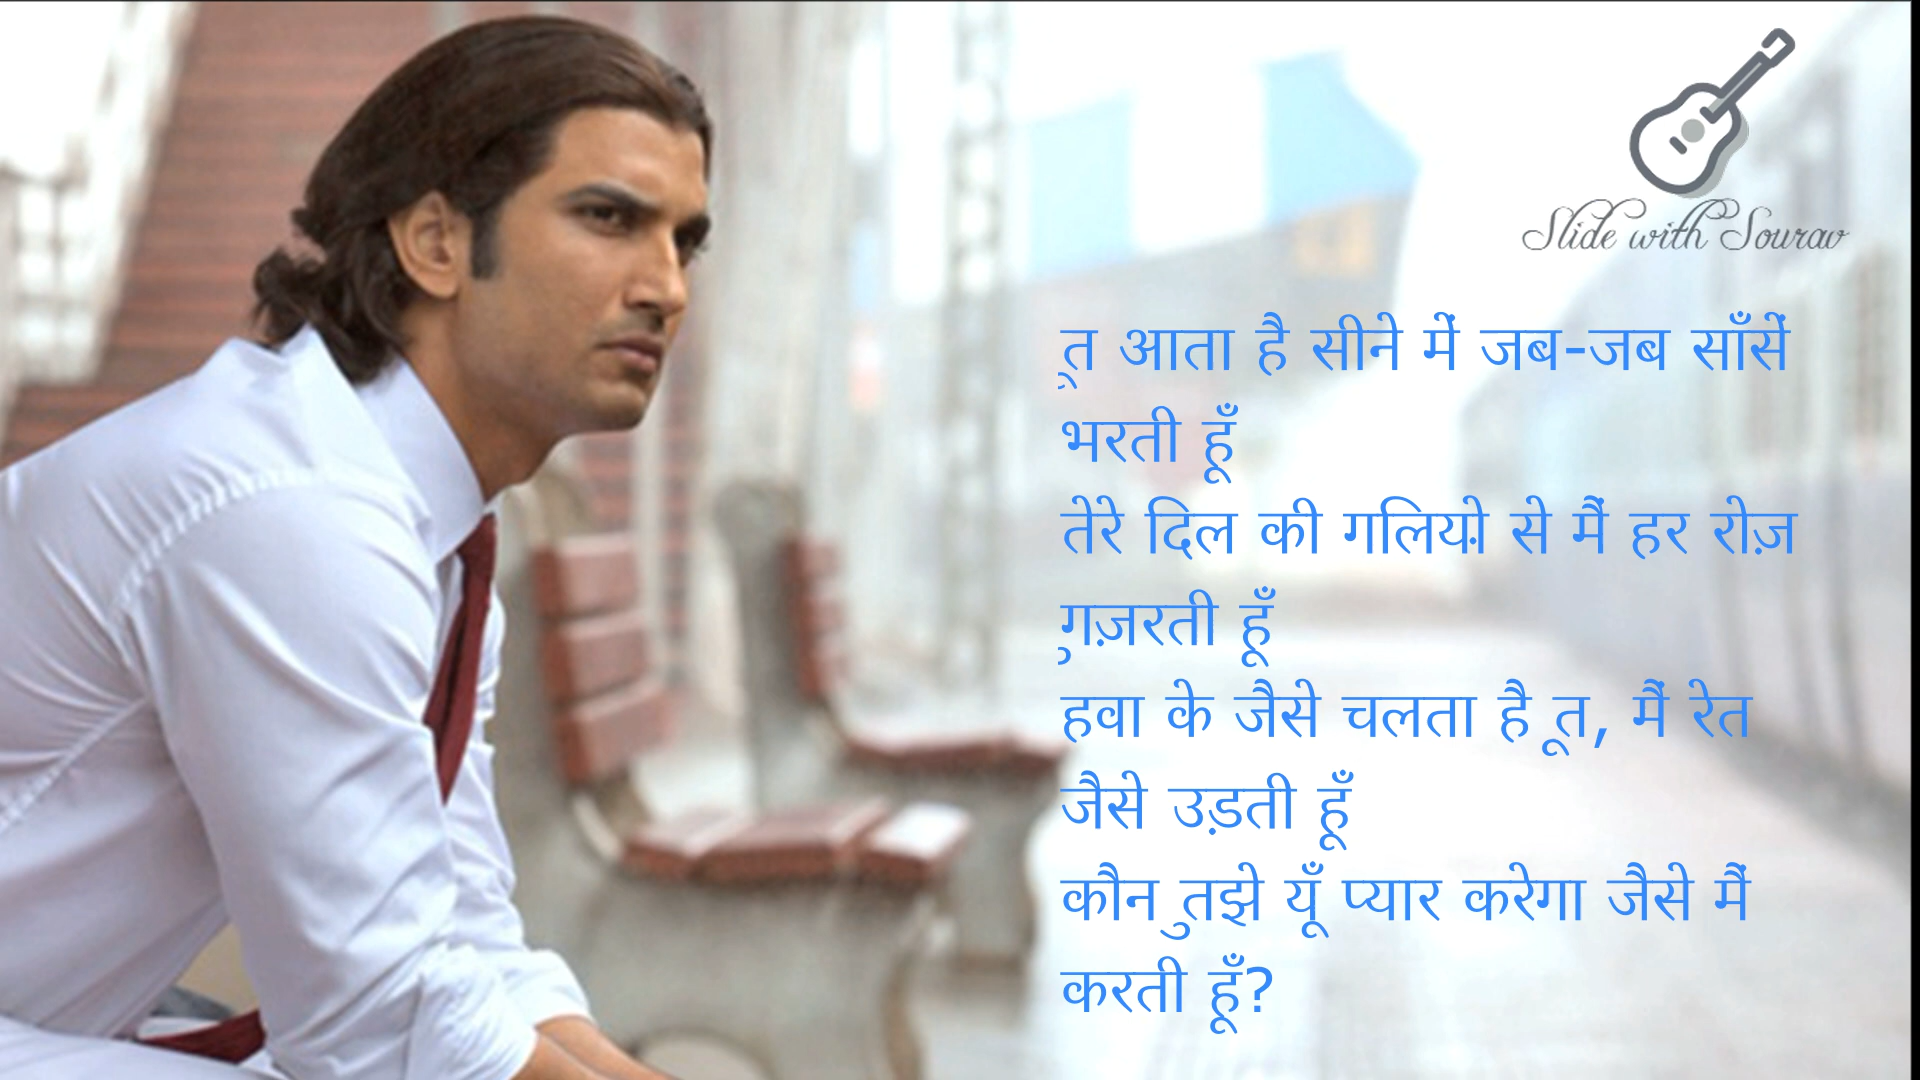 Slide with Sourav
तू आता है सीने में जब-जब साँसें
भरती हूँ
तेरे दिल की गलियों से मैं हर रोज़
गुज़रती हूँ
हवा के जैसे चलता है तू, मैं रेत
जैसे उड़ती हूँ
कौन तुझे यूँ प्यार करेगा जैसे मैं
करती हूँ?